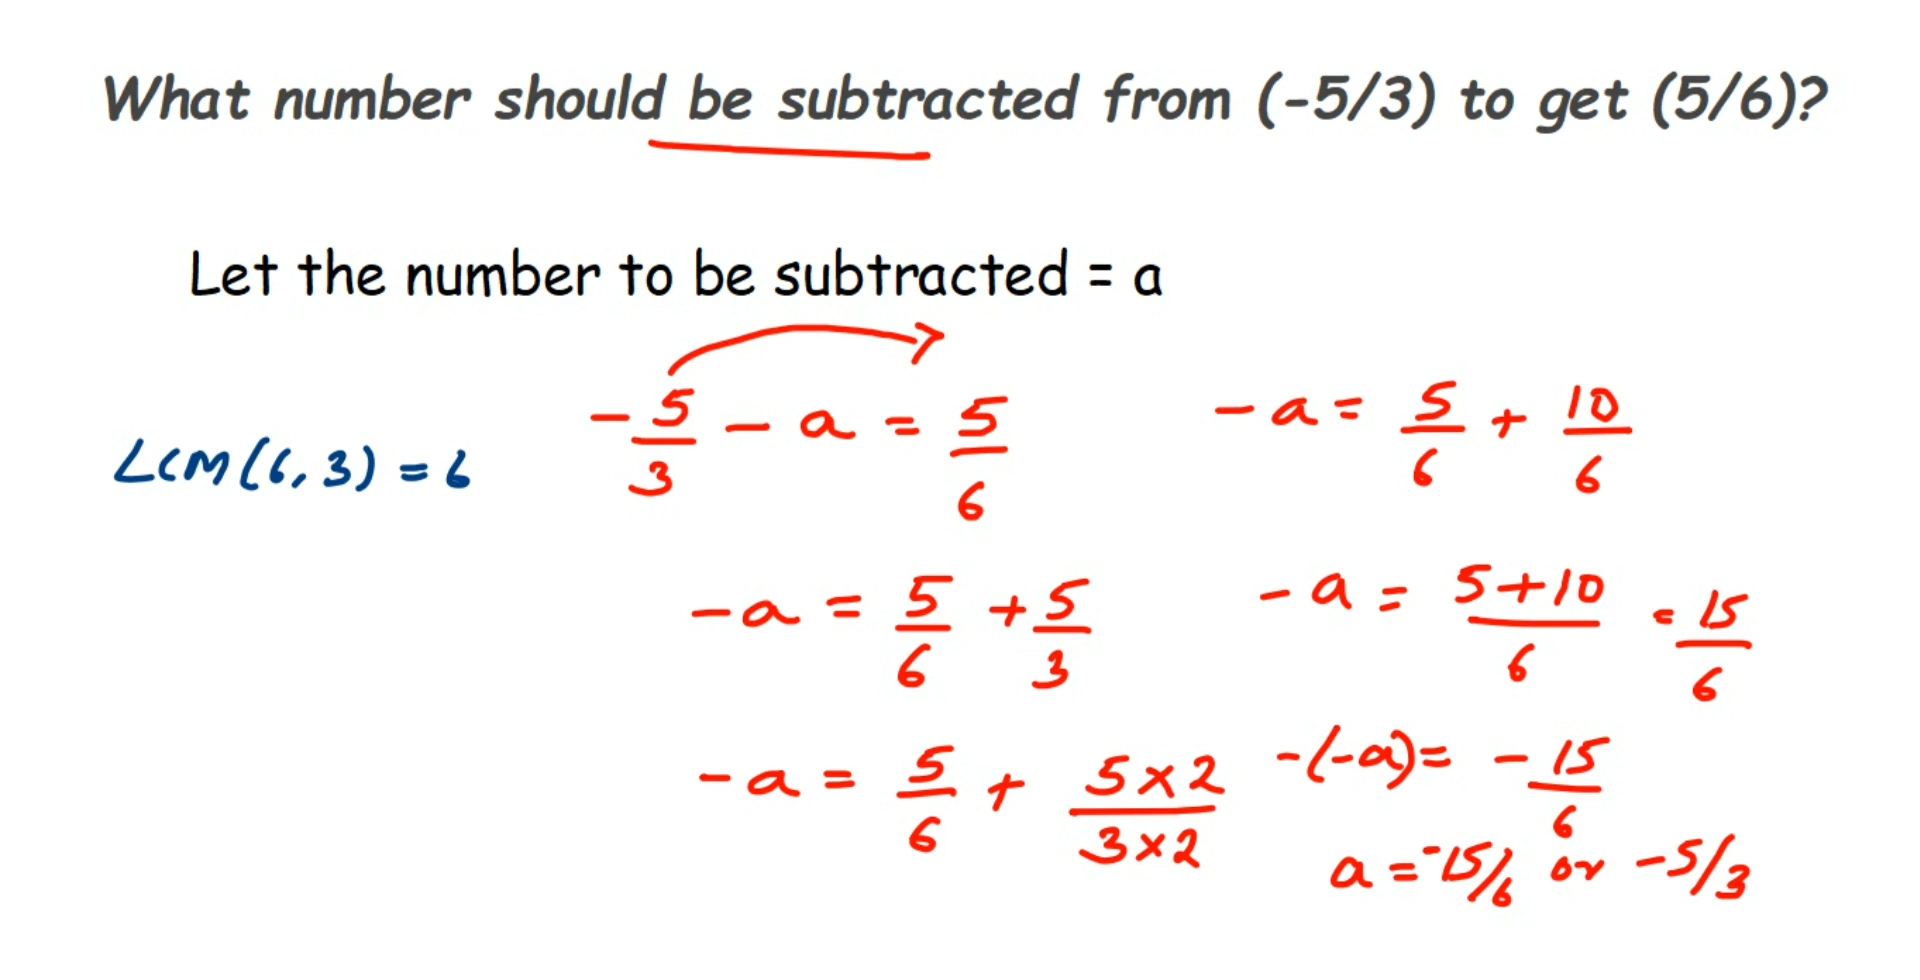 What number should be subtracted from (-5/3) to get (5/6)?
Let the number to be subtracted = a
LCM(6,3) = 6
-5/3 - a = 5/6
-a = 5/6 + 5/3
-a = 5/6 + 5×2/3×2
-a = 5/6 + 10/6
-a = 5+10/6 = 15/6
-(-a) = -15/6
a = -15/6 or -5/3